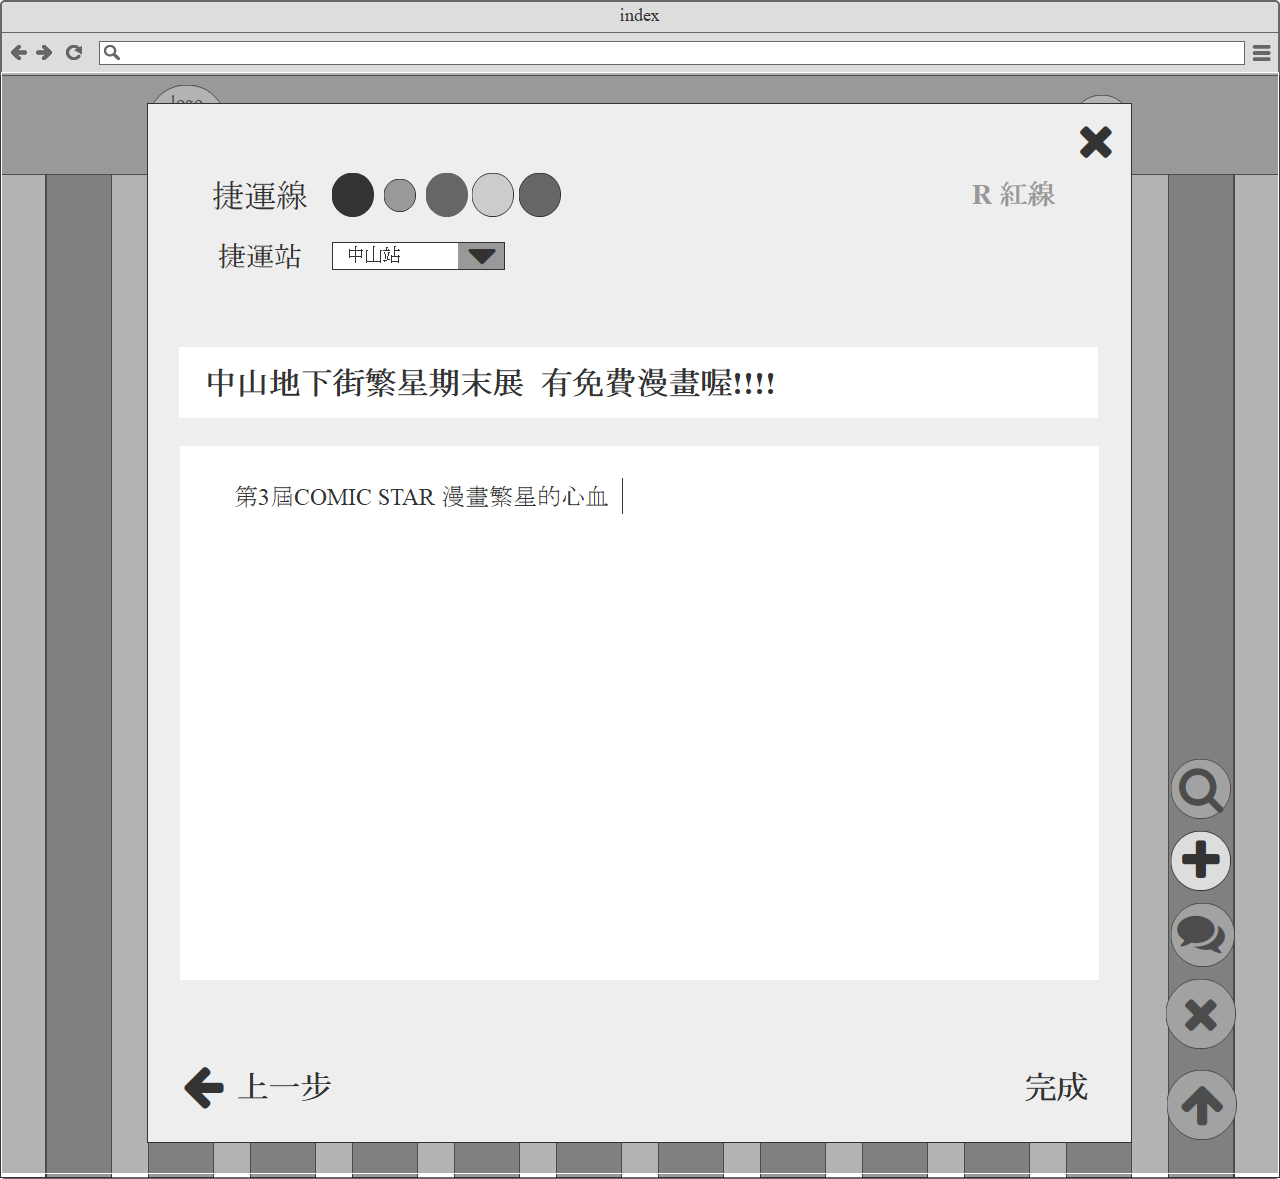 index
logo
捷運線
R 紅線
捷運站
中山站
中山地下街繁星期末展 有免費漫畫喔!!!!
第3屆COMIC STAR 漫畫繁星的心血
上一步
完成